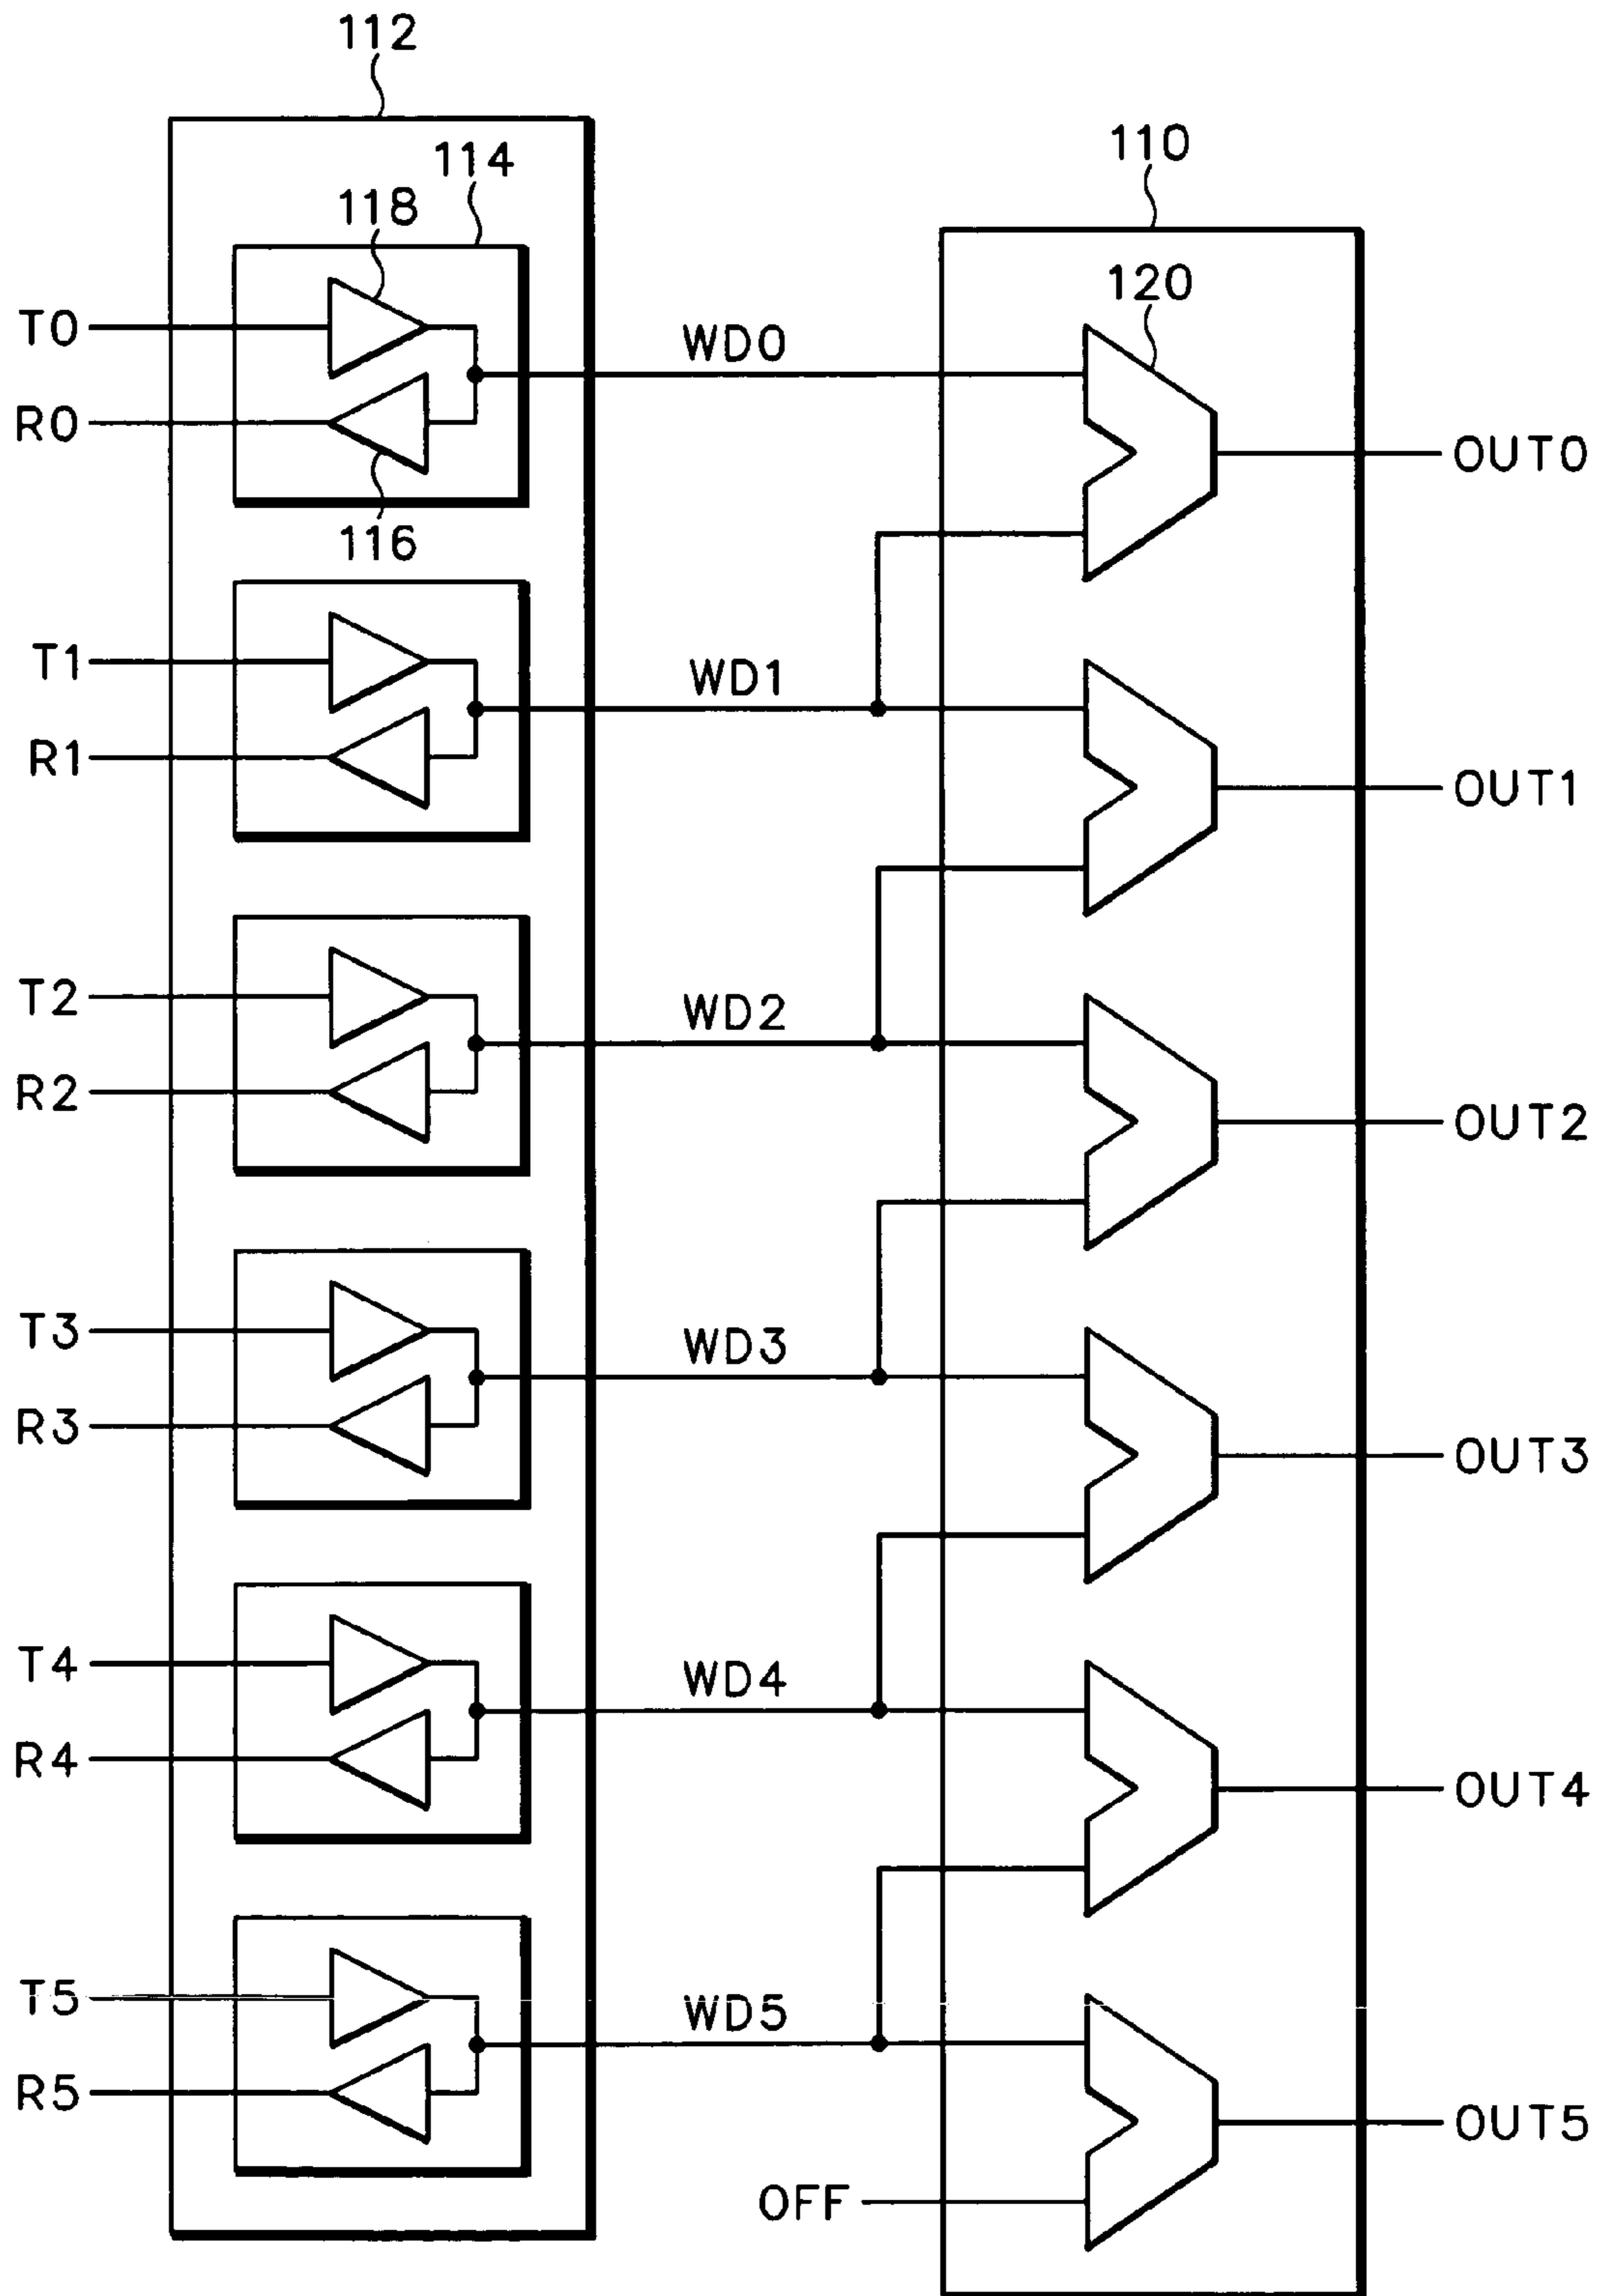 112
110
114
118
120
T0
WD0
R0
OUT0
116
T1
WD1
R1
OUT1
T2
WD2
R2
OUT2
T3
WD3
R3
OUT3
T4
WD4
R4
OUT4
T5
WD5
R5
OUT5
OFF